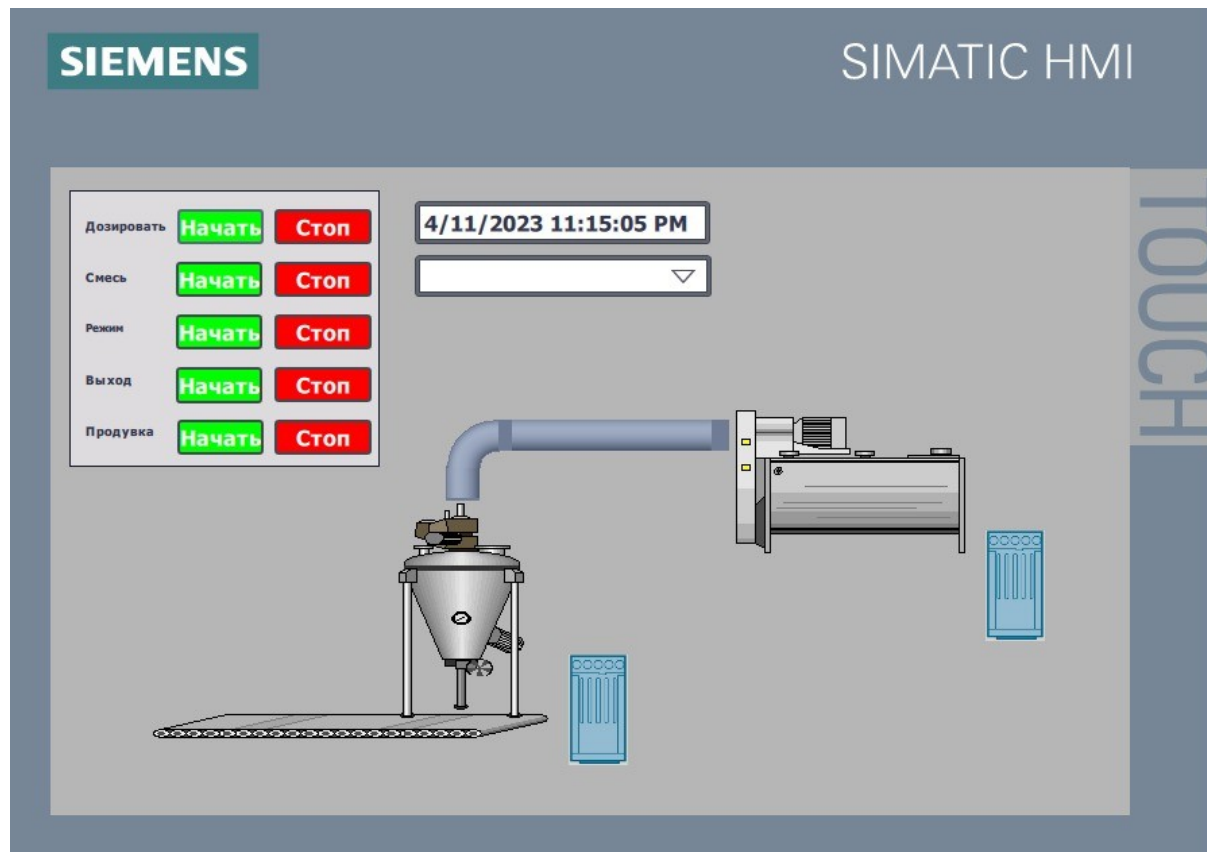 SIEMENS
SIMATIC HMI
TOUCH
Дозировать Начать Стоп
4/11/2023 11:15:05 PM
Смесь Начать Стоп
Режим Начать Стоп
Выход Начать Стоп
Продувка Начать Стоп